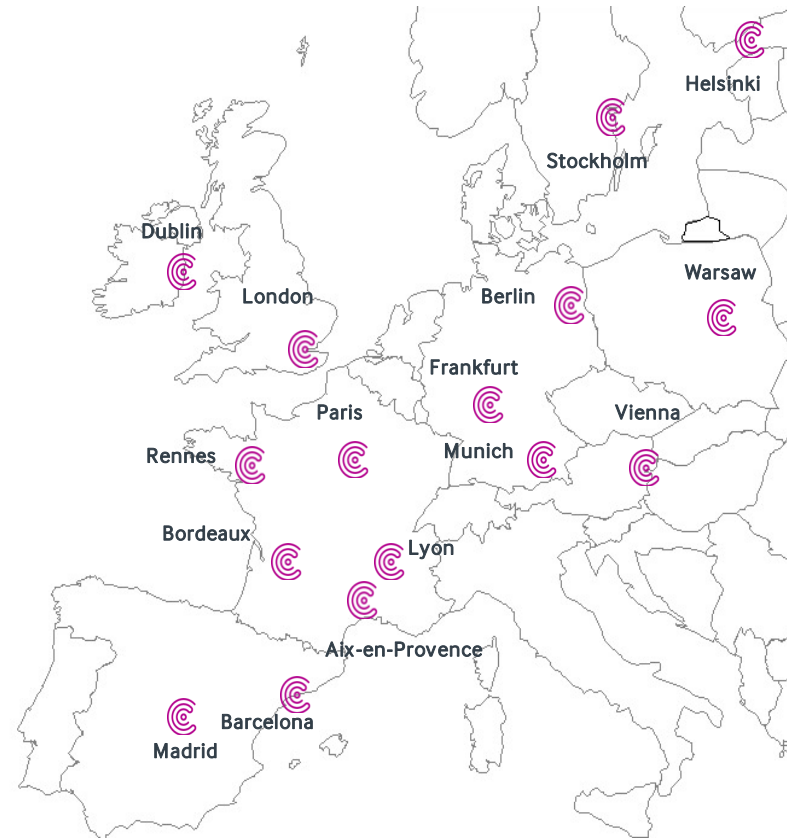 Helsinki
Stockholm
Dublin
Warsaw
London
Berlin
Frankfurt
Paris
Vienna
Rennes
Munich
Bordeaux
Lyon
Aix-en-Provence
Barcelona
Madrid